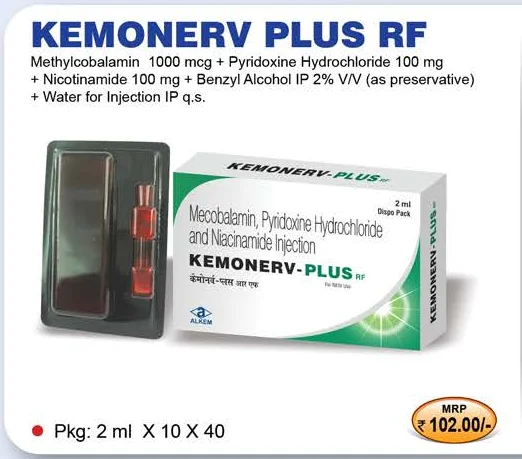 KEMONERV PLUS RF
Methylcobalamin 1000 mcg + Pyridoxine Hydrochloride 100 mg
+ Nicotinamide 100 mg + Benzyl Alcohol IP 2% V/V (as preservative)
+ Water for Injection IP q.s.
KEMONERV-PLUS RF
2 ml
Dispo Pack
Mecobalamin, Pyridoxine Hydrochloride
and Niacinamide Injection
KEMONERV-PLUS RF
केमोनर्व-प्लस आर एफ
ALKEM
KEMONERV-PLUS
• Pkg: 2 ml X 10 X 40
MRP
₹ 102.00/-